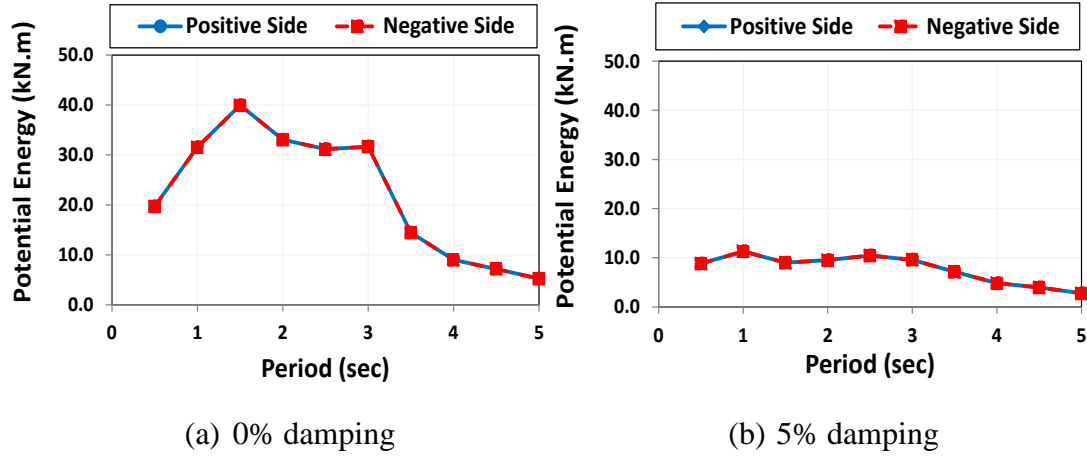 Positive Side Negative Side
Potential Energy (kN.m)
50.0
40.0
30.0
20.0
10.0
0.0
0 1 2 3 4 5
Period (sec)
(a) 0% damping
Positive Side Negative Side
Potential Energy (kN.m)
50.0
40.0
30.0
20.0
10.0
0.0
0 1 2 3 4 5
Period (sec)
(b) 5% damping